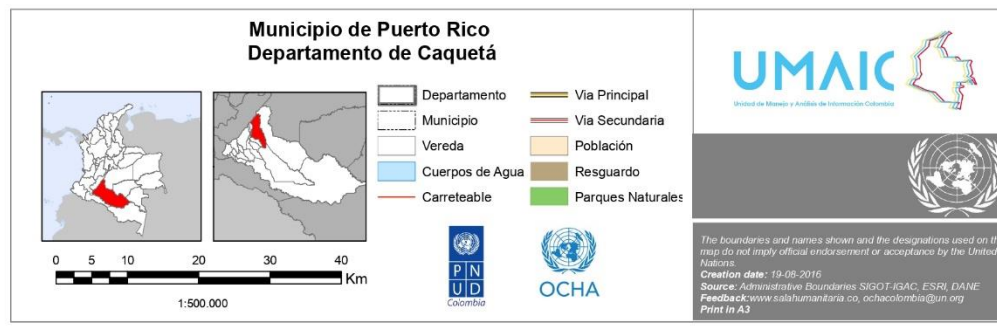 Municipio de Puerto Rico
Departamento de Caquetá
Departamento
Municipio
Vereda
Cuerpos de Agua
Carreteable
Via Principal
Via Secundaria
Población
Resguardo
Parques Naturales
0 5 10 20 30 40
Km
1:500.000
P N
U D
Colombia
OCHA
UMAIC
Unidad de Manejo y Análisis de Información Colombia
The boundaries and names shown and the designations used on
map do not imply official endorsement or acceptance by the United
Nations.
Creation date: 19-08-2016
Source: Administrative Boundaries SIGOT-IGAC, ESRI, DANE
Feedback:www.salahumanitaria.co, ochacolombia@un.org
Print in A3